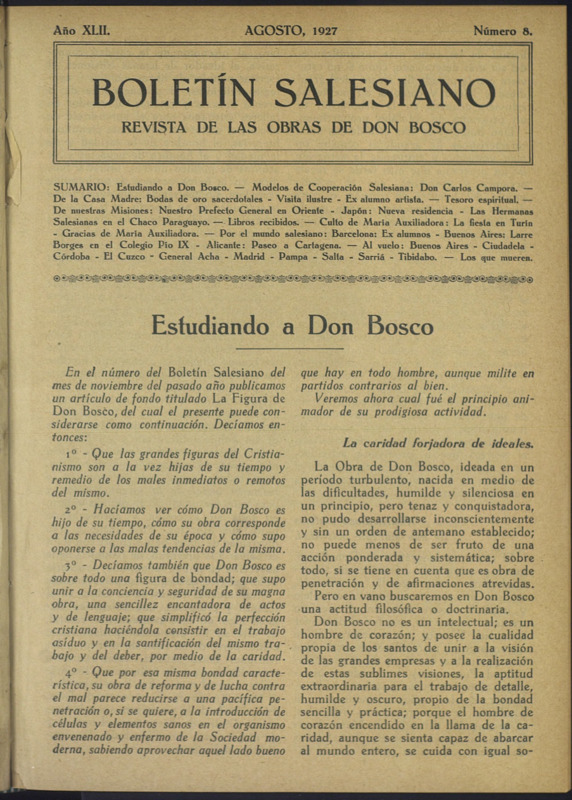 Año XLII. AGOSTO, 1927 Número 8.
BOLETÍN SALESIANO
REVISTA DE LAS OBRAS DE DON BOSCO
SUMARIO: Estudiando a Don Bosco. — Modelos de Cooperación Salesiana: Don Carlos Campora. —
De la Casa Madre: Bodas de oro sacerdotales - Visita ilustre - Ex alumno artista. — Tesoro espiritual. —
De nuestras Misiones: Nuestro Prefecto General en Oriente - Japón: Nueva residencia - Las Hermanas
Salesianas en el Chaco Paraguayo. — Libros recibidos. — Culto de Maria Auxiliadora: La fiesta en Turín
- Gracias de Maria Auxiliadora. — Por el mundo salesiano: Barcelona: Ex alumnos - Buenos Aires: Larre
Borges en el Colegio Pio IX - Alicante: Paseo a Cartagena. — Al vuelo: Buenos Aires - Ciudadela -
Córdoba - El Cuzco - General Acha - Madrid - Pampa - Salta - Sarriá - Tibidabo. — Los que mueren.
Estudiando a Don Bosco
En el número del Boletín Salesiano del
mes de noviembre del pasado año publicamos
un artículo de fondo titulado La Figura de
Don Bosco, del cual el presente puede con-
siderarse como continuación. Decíamos en-
tonces:
1º - Que las grandes figuras del Cristia-
nismo son a la vez hijas de su tiempo y
remedio de los males inmediatos o remotos
del mismo.
2º - Hacíamos ver cómo Don Bosco es
hijo de su tiempo, cómo su obra corresponde
a las necesidades de su época y cómo supo
oponerse a las malas tendencias de la misma.
3º - Decíamos también que Don Bosco es
sobre todo una figura de bondad; que supo
unir a la conciencia y seguridad de su magna
obra, una sencillez encantadora de actos
y de lenguaje; que simplificó la perfección
cristiana haciéndola consistir en el trabajo
asíduo y en la santificación del mismo tra-
bajo y del deber, por medio de la caridad.
4º - Que por esa misma bondad caracte-
rística, su obra de reforma y de lucha contra
el mal parece reducirse a una pacífica pe-
netración o, si se quiere, a la introducción de
células y elementos sanos en el organismo
envenenado y enfermo de la Sociedad mo-
derna, sabiendo aprovechar aquel lado bueno
que hay en todo hombre, aunque milite en
partidos contrarios al bien.
Veremos ahora cual fué el principio ani-
mador de su prodigiosa actividad.
La caridad forjadora de ideales.
La Obra de Don Bosco, ideada en un
período turbulento, nacida en medio de
las dificultades, humilde y silenciosa en
un principio, pero tenaz y conquistadora,
no pudo desarrollarse inconscientemente
y sin un orden de antemano establecido;
no puede menos de ser fruto de una
acción ponderada y sistemática; sobre
todo, si se tiene en cuenta que es obra de
penetración y de afirmaciones atrevidas.
Pero en vano buscaremos en Don Bosco
una actitud filosófica o doctrinaria.
Don Bosco no es un intelectual; es un
hombre de corazón; y posee la cualidad
propia de los santos de unir a la visión
de las grandes empresas y a la realización
de estas sublimes visiones, la aptitud
extraordinaria para el trabajo de detalle,
humilde y oscuro, propio de la bondad
sencilla y práctica; porque el hombre de
corazón encendido en la llama de la ca-
ridad, aunque se sienta capaz de abarcar
al mundo entero, se cuida con igual so-